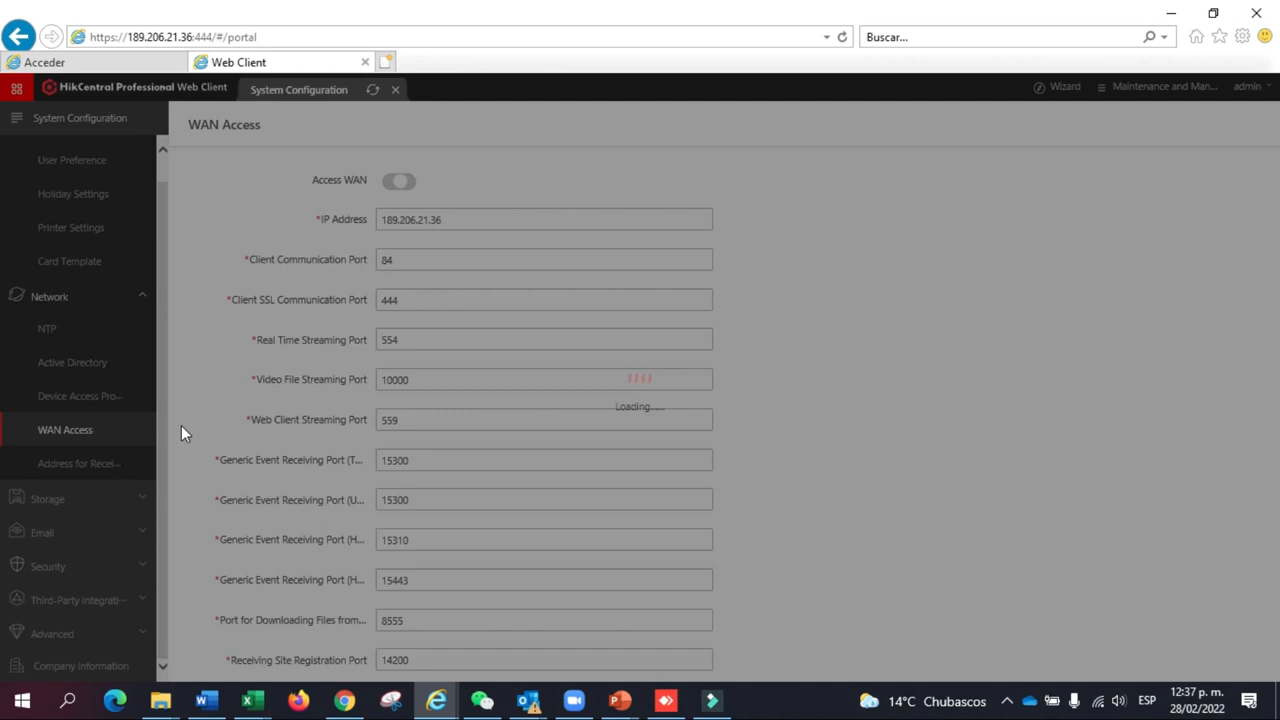 https://189.206.21.36:444/#/portal
Buscar...
Acceder
Web Client
HikCentral Professional Web Client
System Configuration
Wizard
Maintenance and Man...
admin
System Configuration
WAN Access
User Preference
Holiday Settings
Printer Settings
Card Template
Network
NTP
Active Directory
Device Access Pro...
WAN Access
Address for Recei...
Storage
Email
Security
Third-Party Integrati...
Advanced
Company Information
Access WAN
*IP Address 189.206.21.36
*Client Communication Port 84
*Client SSL Communication Port 444
*Real Time Streaming Port 554
*Video File Streaming Port 10000
Loading......
*Web Client Streaming Port 559
*Generic Event Receiving Port (T... 15300
*Generic Event Receiving Port (U... 15300
*Generic Event Receiving Port (H... 15310
*Generic Event Receiving Port (H... 15443
*Port for Downloading Files from... 8555
*Receiving Site Registration Port 14200
14°C Chubascos
ESP
12:37 p. m.
28/02/2022